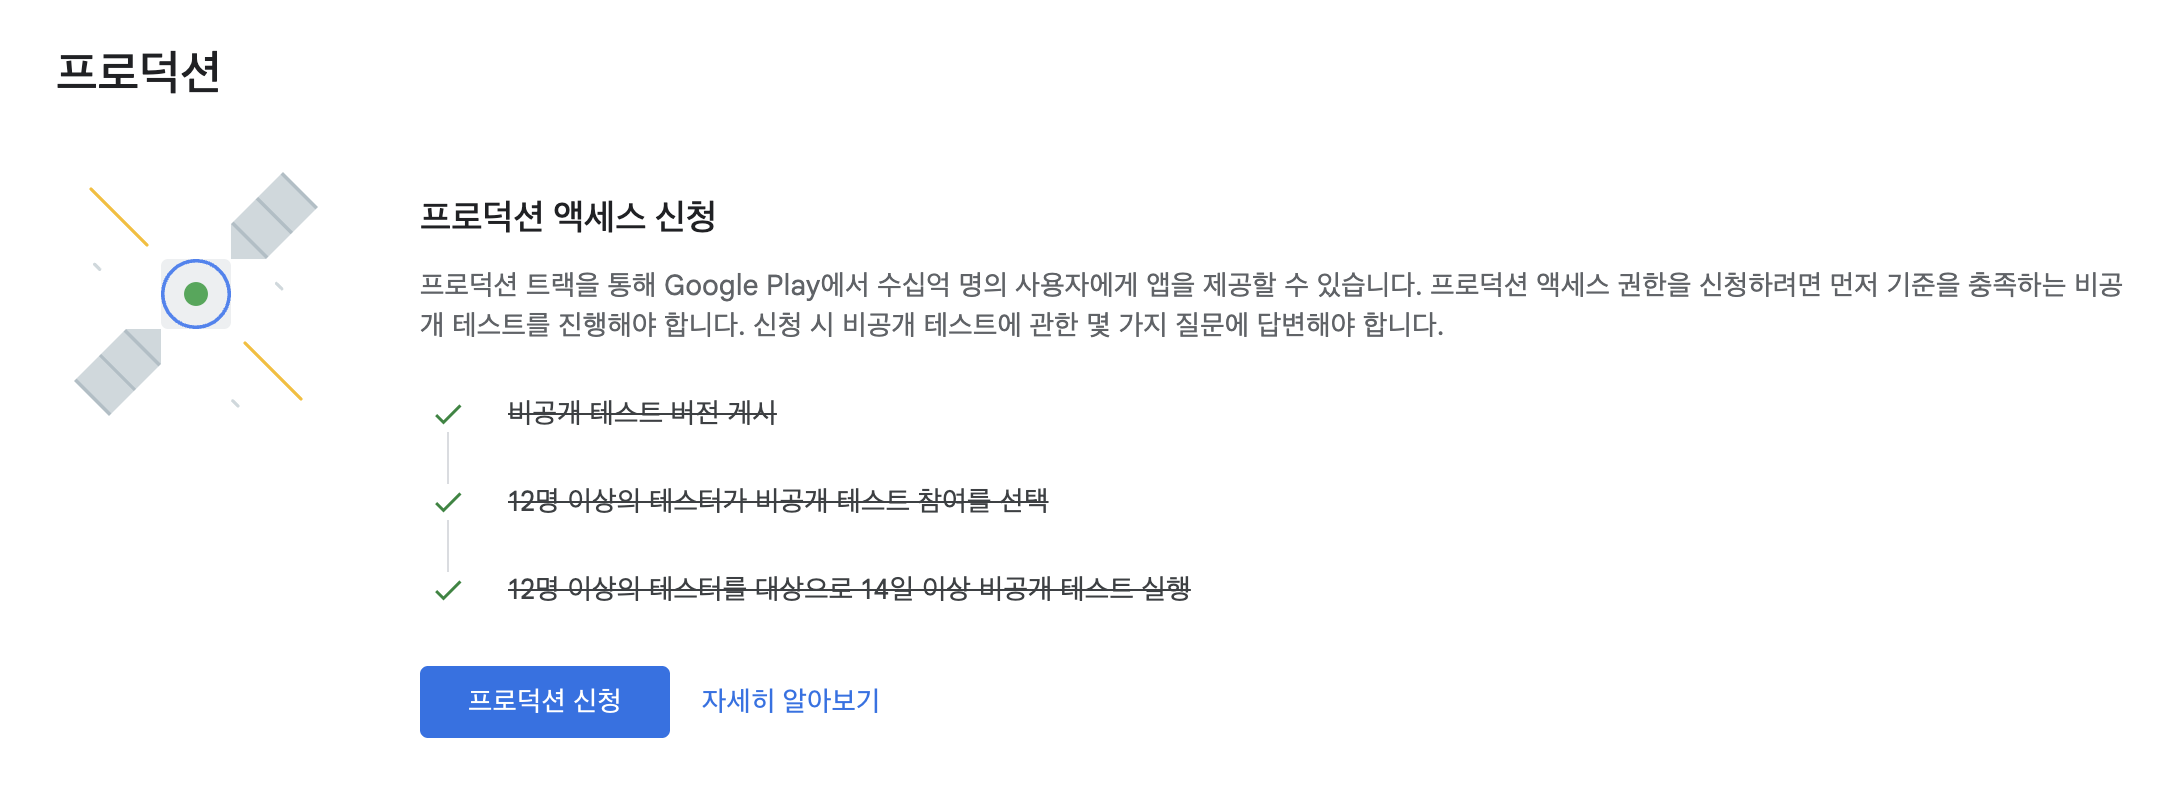 프로덕션
프로덕션 액세스 신청
프로덕션 트랙을 통해 Google Play에서 수십억 명의 사용자에게 앱을 제공할 수 있습니다. 프로덕션 액세스 권한을 신청하려면 먼저 기준을 충족하는 비공
개 테스트를 진행해야 합니다. 신청 시 비공개 테스트에 관한 몇 가지 질문에 답변해야 합니다.
비공개 테스트 버전 게시
12명 이상의 테스터가 비공개 테스트 참여를 선택
12명 이상의 테스터를 대상으로 14일 이상 비공개 테스트 실행
프로덕션 신청 자세히 알아보기